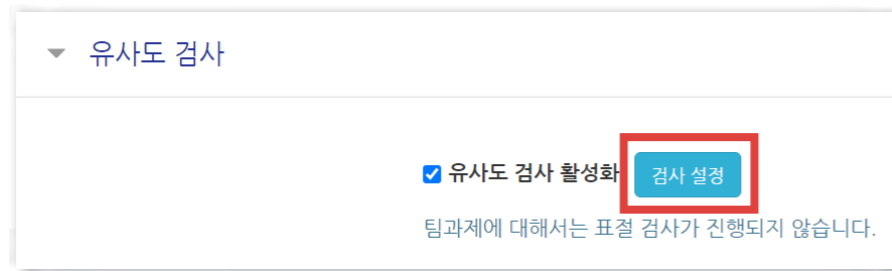 유사도 검사
유사도 검사 활성화 검사 설정
팀과제에 대해서는 표절 검사가 진행되지 않습니다.